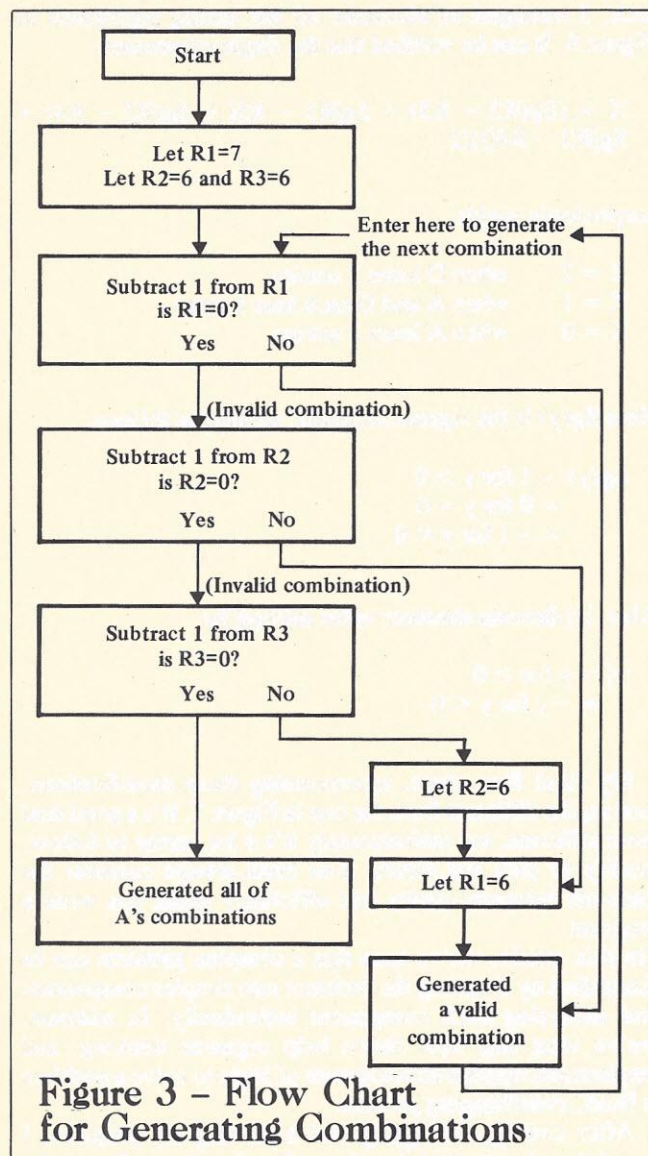 Start
Let R1=7
Let R2=6 and R3=6
Enter here to generate
the next combination
Subtract 1 from R1
is R1=0?
Yes No
(Invalid combination)
Subtract 1 from R2
is R2=0?
Yes No
(Invalid combination)
Subtract 1 from R3
is R3=0?
Yes No
Let R2=6
Let R1=6
Generated all of
A's combinations
Generated
a valid
combination
Figure 3 – Flow Chart
for Generating Combinations